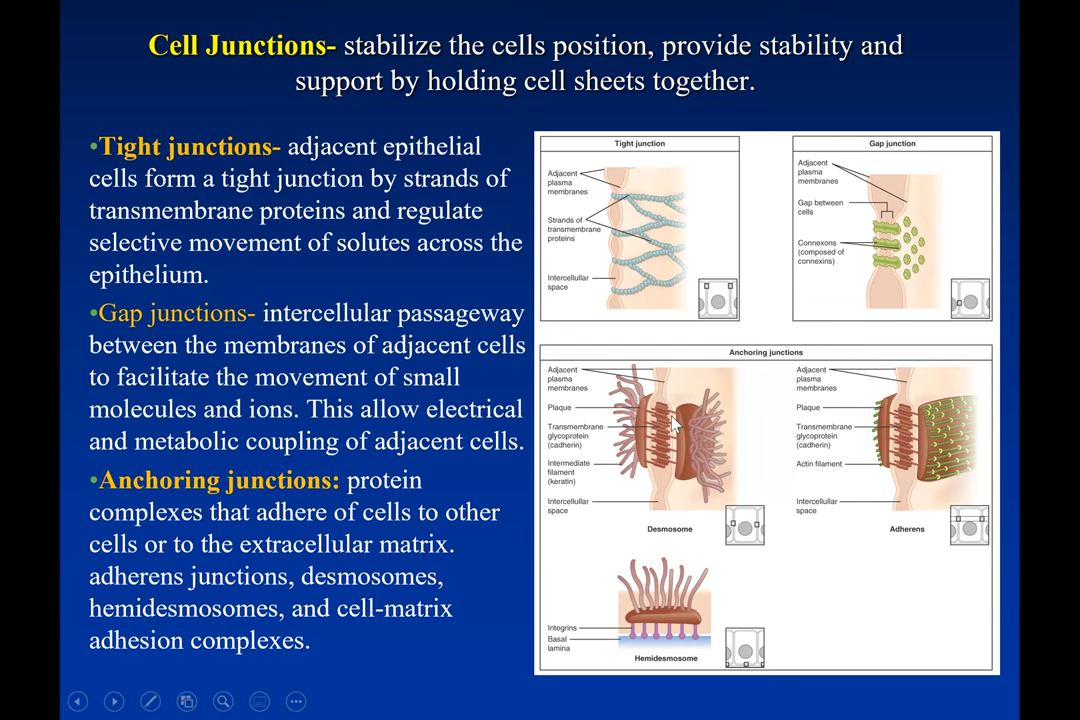 Cell Junctions- stabilize the cells position, provide stability and
support by holding cell sheets together.
•Tight junctions- adjacent epithelial
cells form a tight junction by strands of
transmembrane proteins and regulate
selective movement of solutes across the
epithelium.
•Gap junctions- intercellular passageway
between the membranes of adjacent cells
to facilitate the movement of small
molecules and ions. This allow electrical
and metabolic coupling of adjacent cells.
•Anchoring junctions: protein
complexes that adhere of cells to other
cells or to the extracellular matrix.
adherens junctions, desmosomes,
hemidesmosomes, and cell-matrix
adhesion complexes.
Tight junction
Adjacent
plasma
membranes
Strands of
transmembrane
proteins
Intercellullar
space
Gap junction
Adjacent
plasma
membranes
Gap between
cells
Connexons
(composed of
connexins)
Anchoring junctions
Adjacent
plasma
membranes
Plaque
Transmembrane
glycoprotein
(cadherin)
Intermediate
filament
(keratin)
Intercellullar
space
Desmosome
Adjacent
plasma
membranes
Plaque
Transmembrane
glycoprotein
(cadherin)
Actin filament
Intercellullar
space
Adherens
Integrins
Basal
lamina
Hemidesmosome